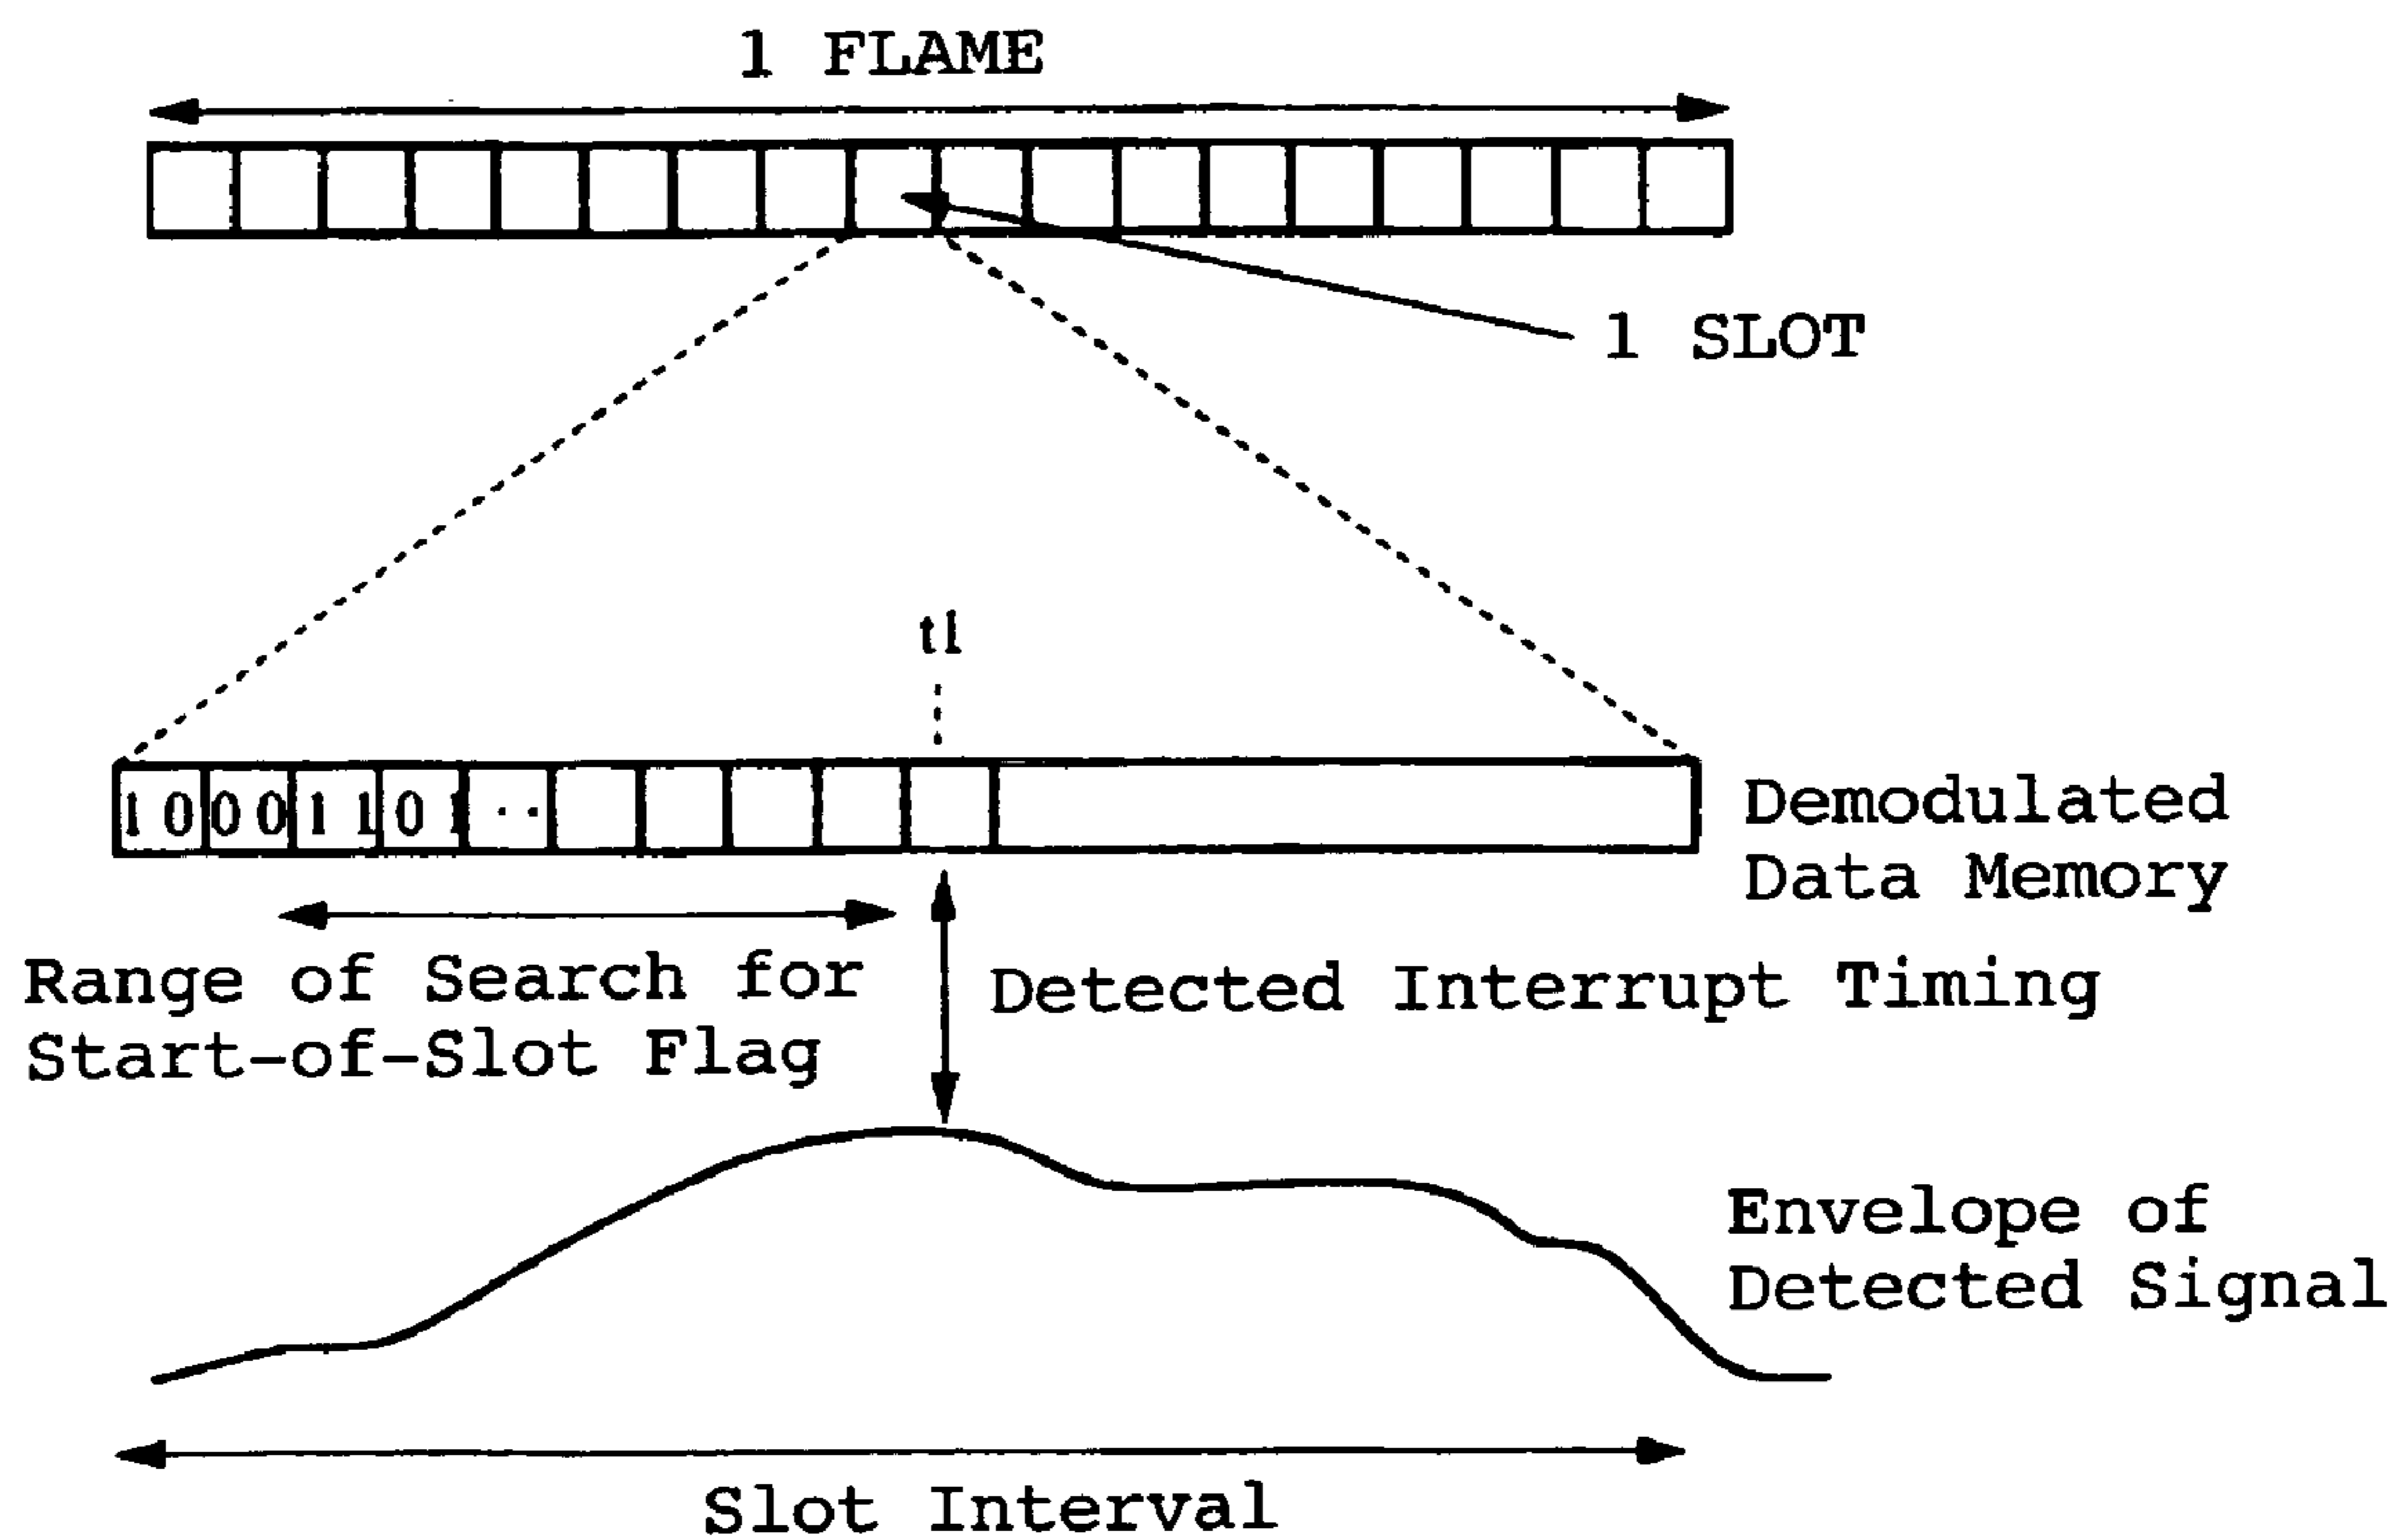 1 FLAME
1 SLOT
t1
1 0 0 0 1 1 0 1 ··
Demodulated
Data Memory
Range of Search for
Start-of-Slot Flag
Detected Interrupt Timing
Envelope of
Detected Signal
Slot Interval